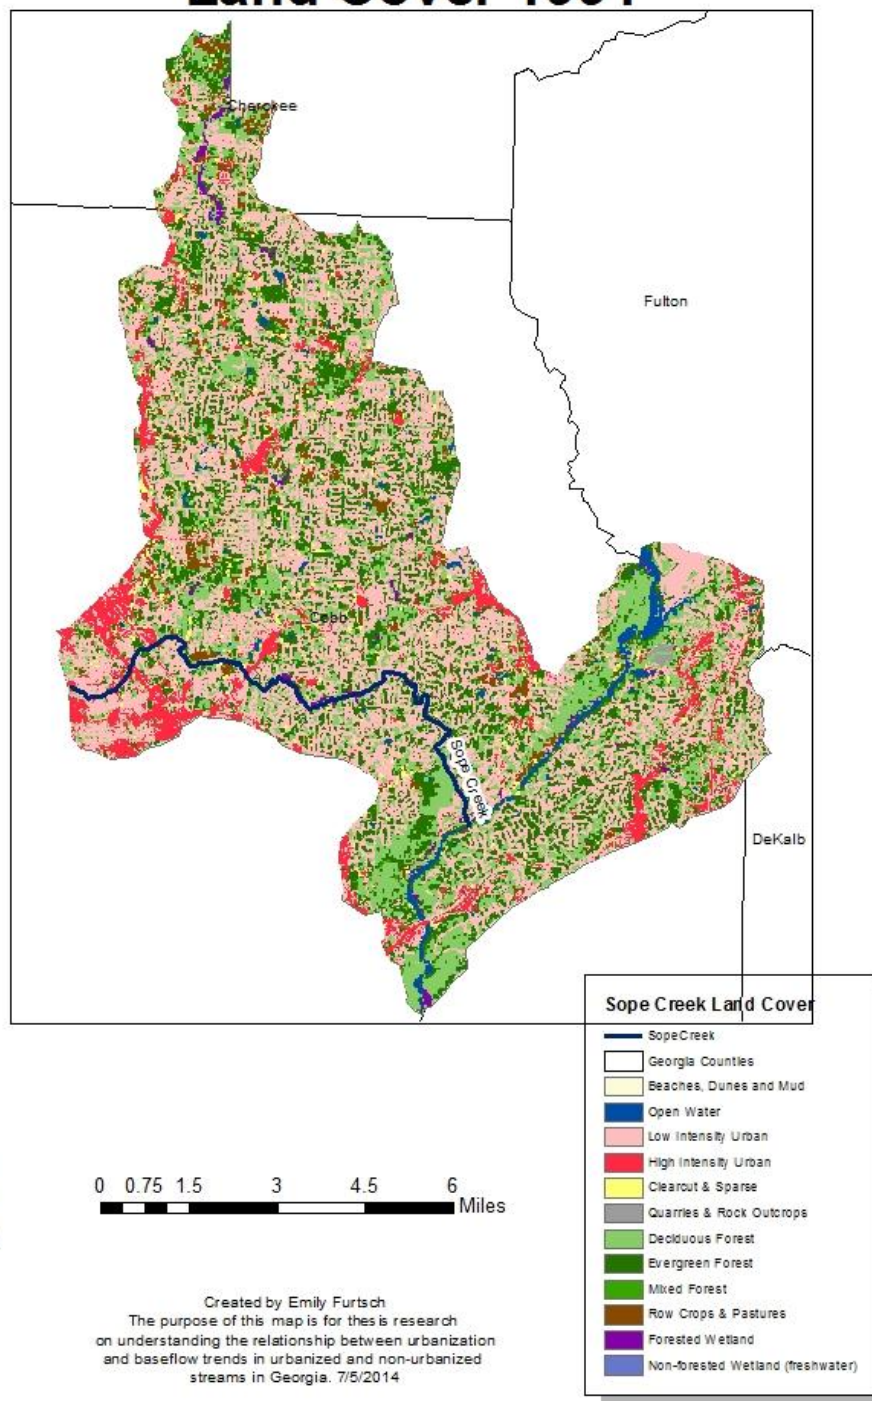 Cherokee
Fulton
Cobb
Sope Creek
DeKalb
Sope Creek Land Cover
SopeCreek
Georgia Counties
Beaches, Dunes and Mud
Open Water
Low Intensity Urban
High Intensity Urban
Clearcut & Sparse
Quarries & Rock Outcrops
Deciduous Forest
Evergreen Forest
Mixed Forest
Row Crops & Pastures
Forested Wetland
Non-forested Wetland (freshwater)
0 0.75 1.5 3 4.5 6
Miles
Created by Emily Furtsch
The purpose of this map is for thesis research
on understanding the relationship between urbanization
and baseflow trends in urbanized and non-urbanized
streams in Georgia. 7/5/2014